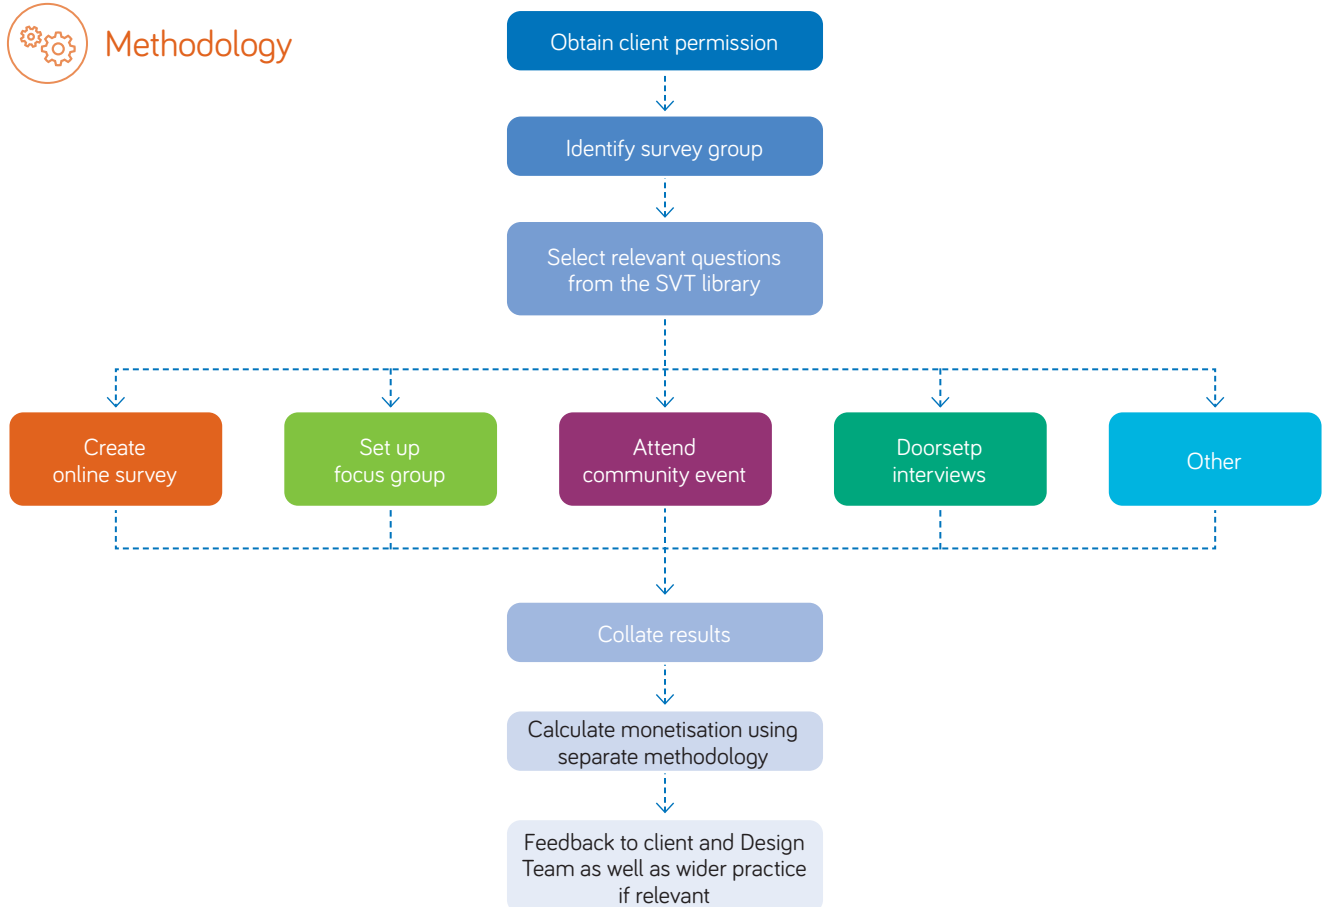 Methodology
Obtain client permission
Identify survey group
Select relevant questions
from the SVT library
Create
online survey
Set up
focus group
Attend
community event
Doorsetp
interviews
Other
Collate results
Calculate monetisation using
separate methodology
Feedback to client and Design
Team as well as wider practice
if relevant